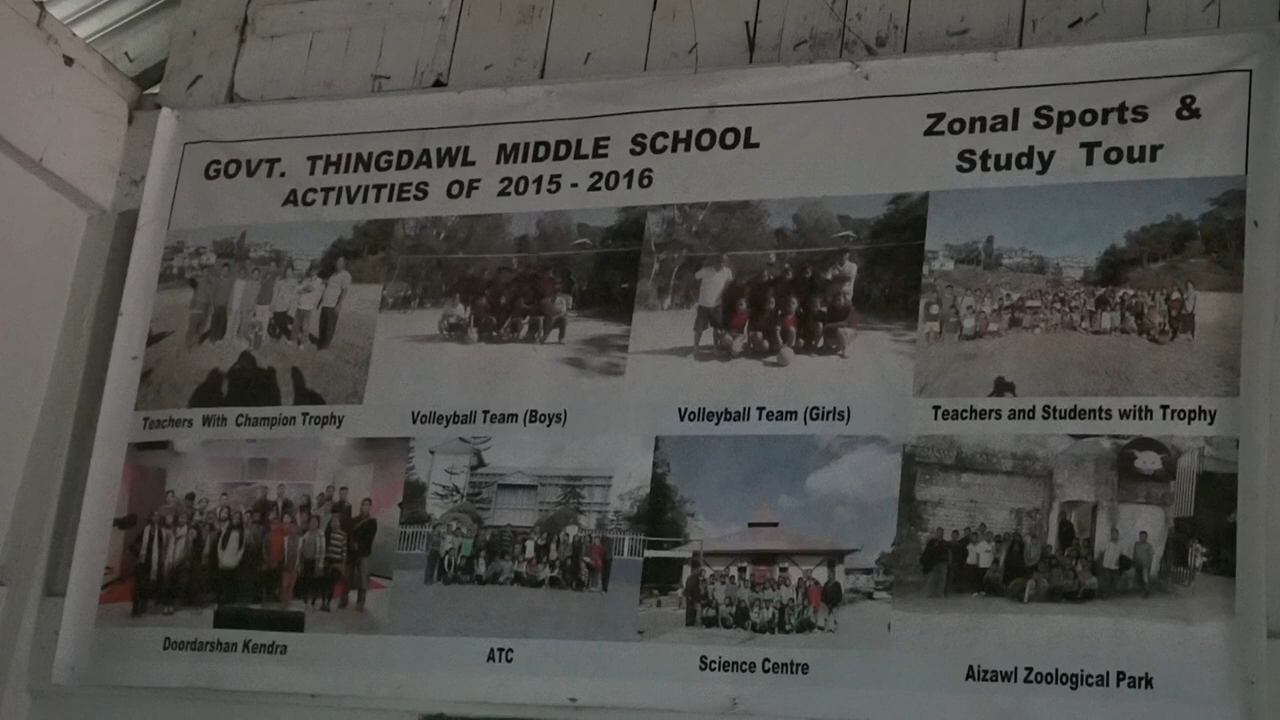 GOVT. THINGDAWL MIDDLE SCHOOL
ACTIVITIES OF 2015 - 2016
Zonal Sports &
Study Tour
Teachers With Champion Trophy
Volleyball Team (Boys)
Volleyball Team (Girls)
Teachers and Students with Trophy
Doordarshan Kendra
ATC
Science Centre
Aizawl Zoological Park